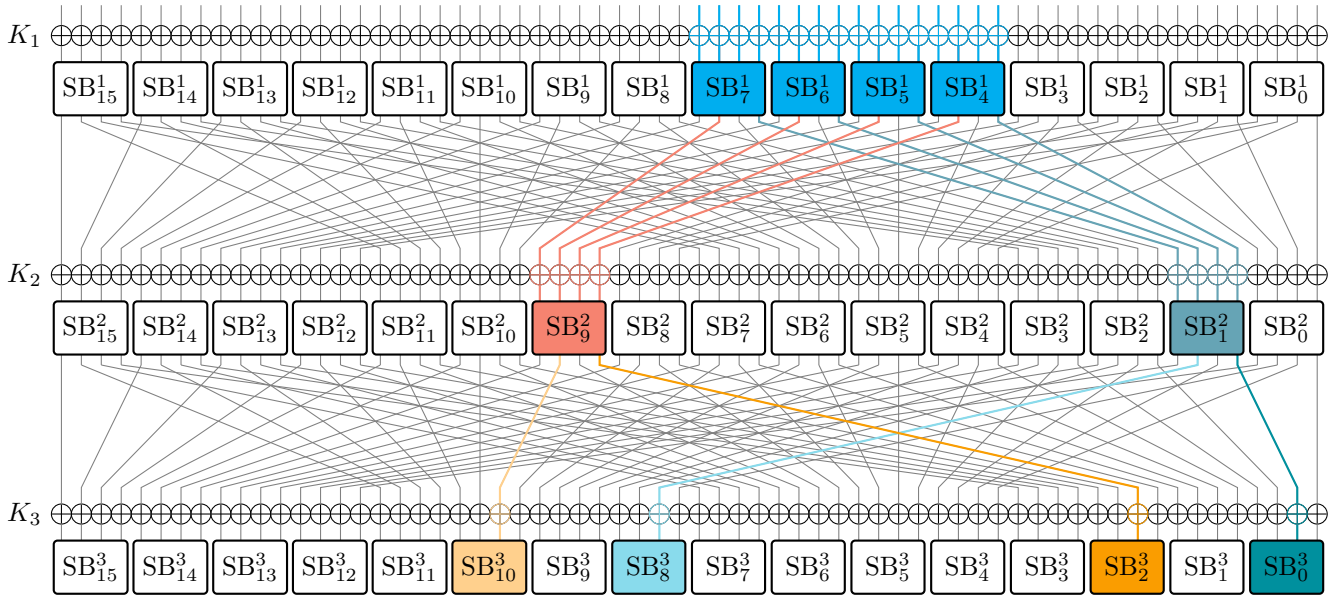 K₁
SB¹₁₅ SB¹₁₄ SB¹₁₃ SB¹₁₂ SB¹₁₁ SB¹₁₀ SB¹₉ SB¹₈ SB¹₇ SB¹₆ SB¹₅ SB¹₄ SB¹₃ SB¹₂ SB¹₁ SB¹₀
K₂
SB²₁₅ SB²₁₄ SB²₁₃ SB²₁₂ SB²₁₁ SB²₁₀ SB²₉ SB²₈ SB²₇ SB²₆ SB²₅ SB²₄ SB²₃ SB²₂ SB²₁ SB²₀
K₃
SB³₁₅ SB³₁₄ SB³₁₃ SB³₁₂ SB³₁₁ SB³₁₀ SB³₉ SB³₈ SB³₇ SB³₆ SB³₅ SB³₄ SB³₃ SB³₂ SB³₁ SB³₀